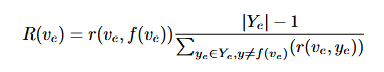 R(v_e) = r(v_e, f(v_e)) \frac{|Y_e| - 1}{\sum_{y_e \in Y_e, y \neq f(v_e)} (r(v_e, y_e))}